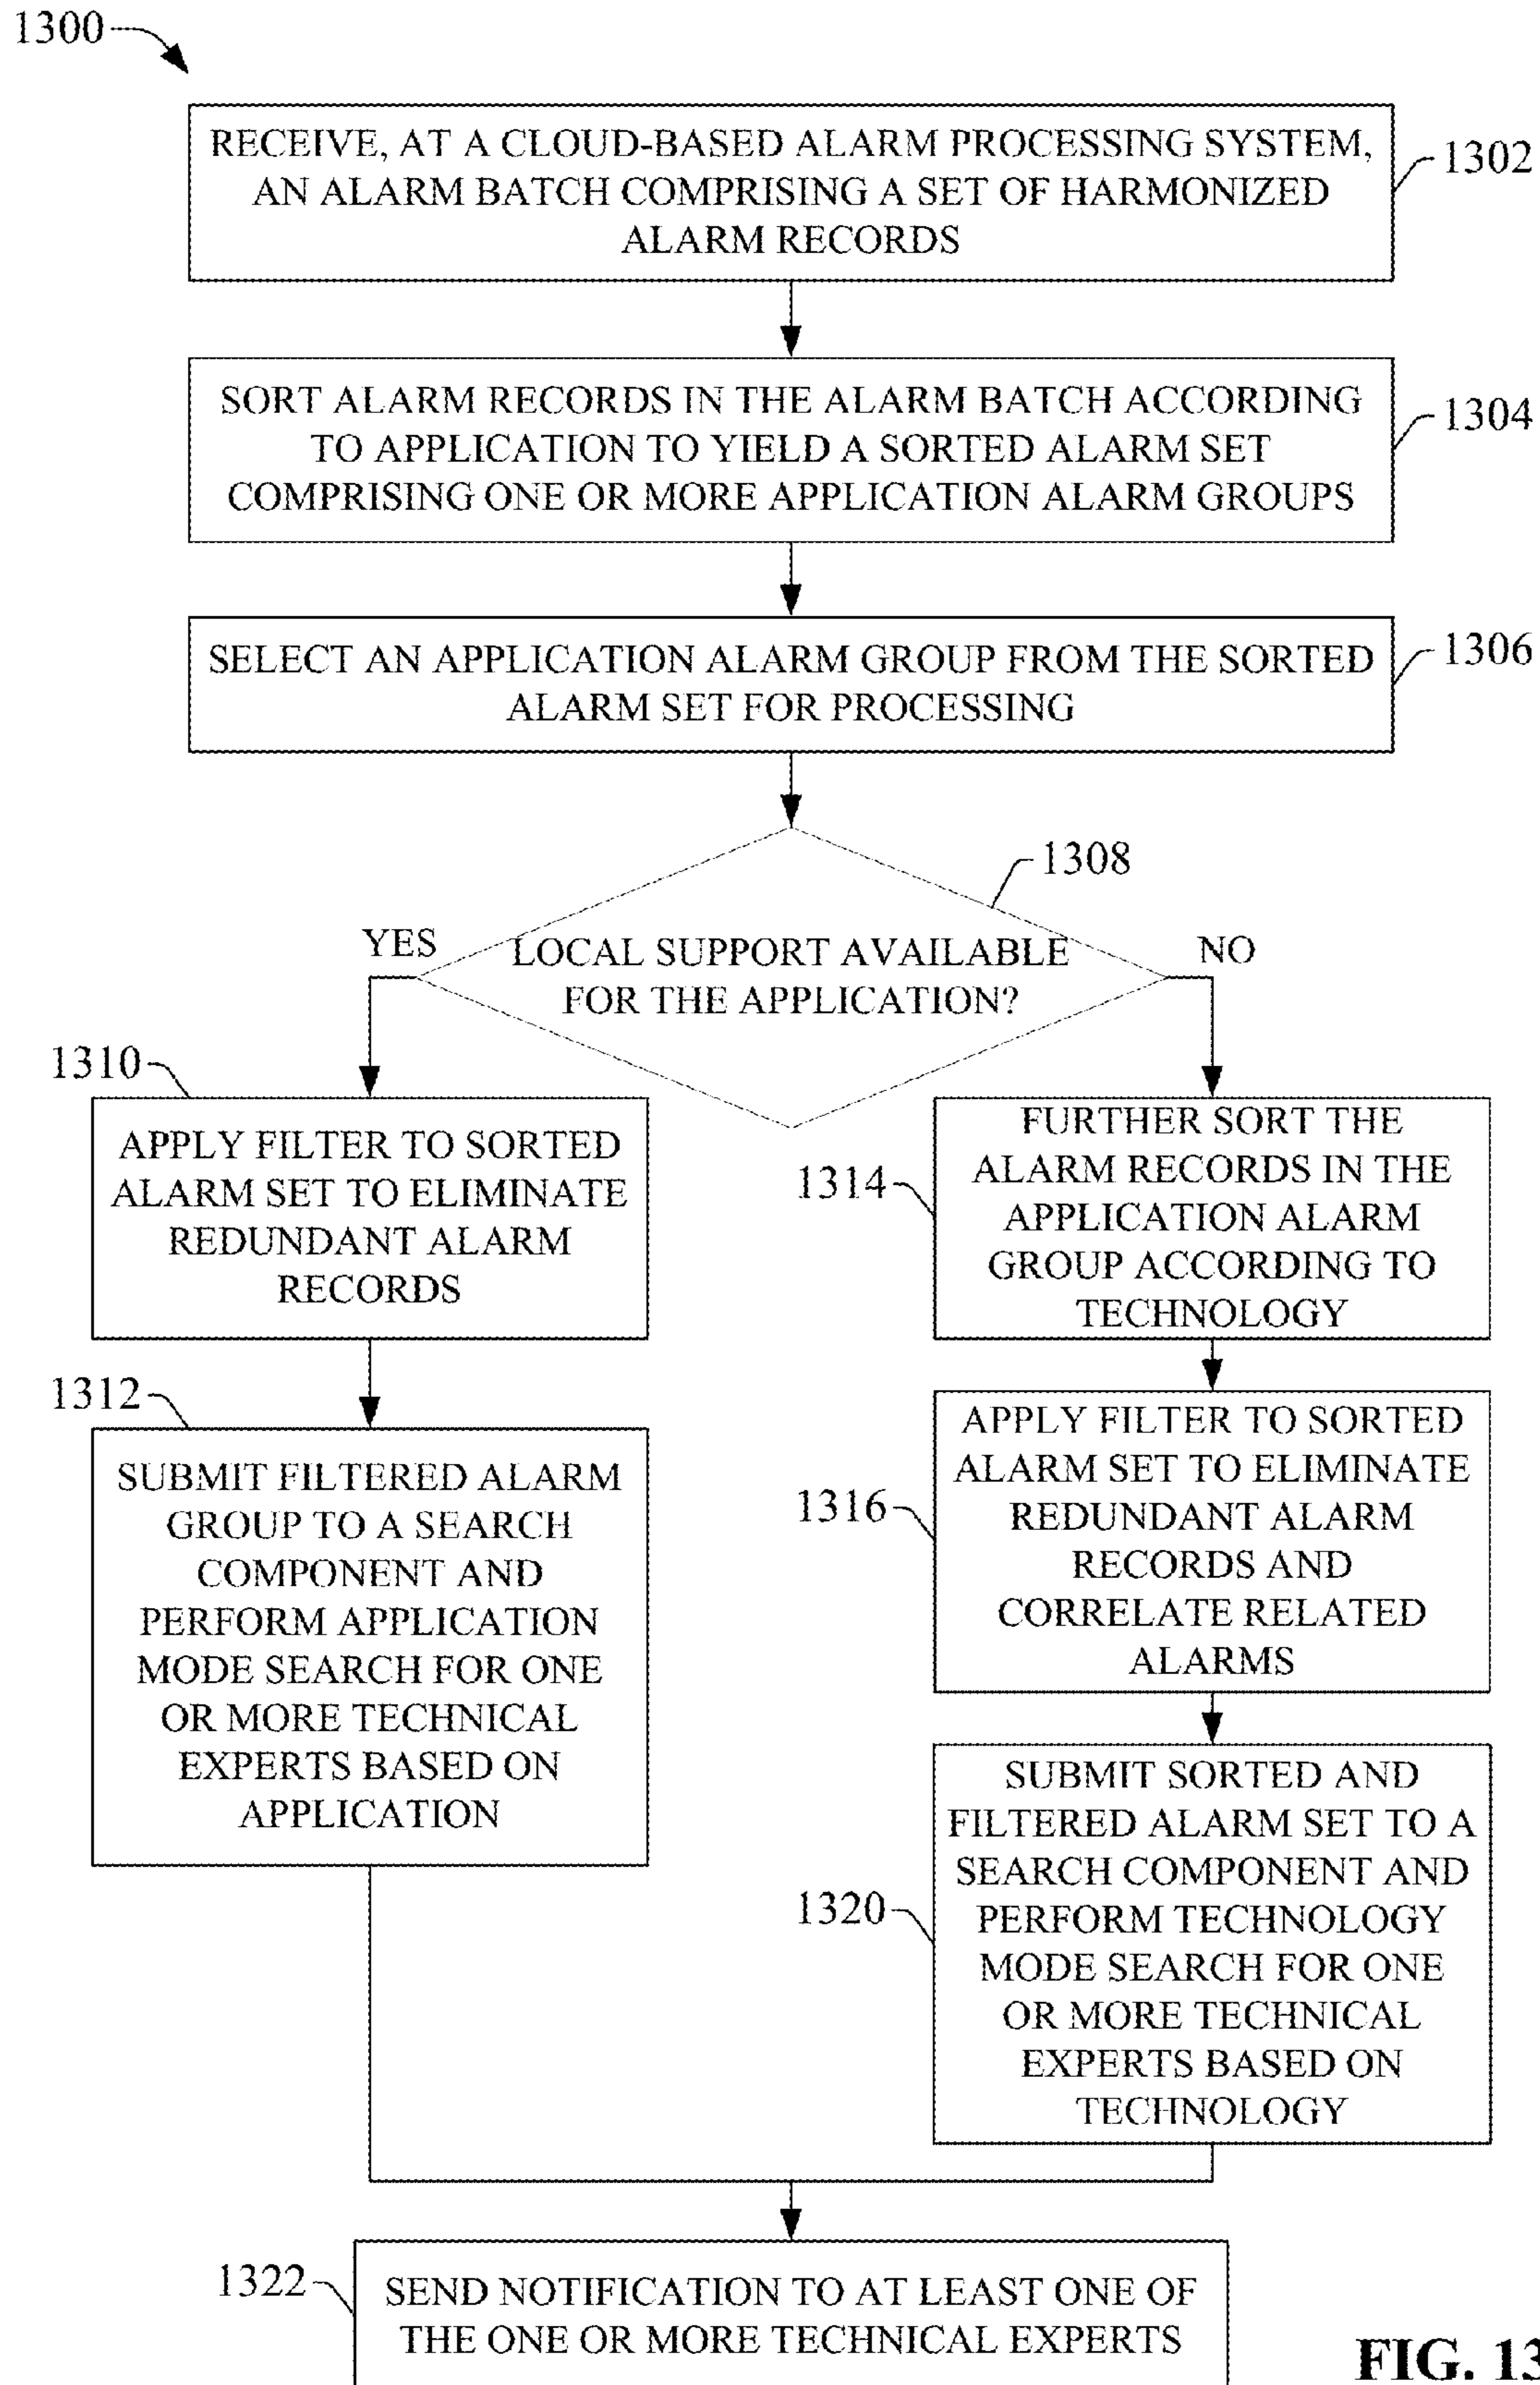 1300
RECEIVE, AT A CLOUD-BASED ALARM PROCESSING SYSTEM,
AN ALARM BATCH COMPRISING A SET OF HARMONIZED
ALARM RECORDS
1302
SORT ALARM RECORDS IN THE ALARM BATCH ACCORDING
TO APPLICATION TO YIELD A SORTED ALARM SET
COMPRISING ONE OR MORE APPLICATION ALARM GROUPS
1304
SELECT AN APPLICATION ALARM GROUP FROM THE SORTED
ALARM SET FOR PROCESSING
1306
1308
LOCAL SUPPORT AVAILABLE
FOR THE APPLICATION?
YES
NO
1310
APPLY FILTER TO SORTED
ALARM SET TO ELIMINATE
REDUNDANT ALARM
RECORDS
1312
SUBMIT FILTERED ALARM
GROUP TO A SEARCH
COMPONENT AND
PERFORM APPLICATION
MODE SEARCH FOR ONE
OR MORE TECHNICAL
EXPERTS BASED ON
APPLICATION
1314
FURTHER SORT THE
ALARM RECORDS IN THE
APPLICATION ALARM
GROUP ACCORDING TO
TECHNOLOGY
1316
APPLY FILTER TO SORTED
ALARM SET TO ELIMINATE
REDUNDANT ALARM
RECORDS AND
CORRELATE RELATED
ALARMS
1320
SUBMIT SORTED AND
FILTERED ALARM SET TO A
SEARCH COMPONENT AND
PERFORM TECHNOLOGY
MODE SEARCH FOR ONE
OR MORE TECHNICAL
EXPERTS BASED ON
TECHNOLOGY
1322
SEND NOTIFICATION TO AT LEAST ONE OF
THE ONE OR MORE TECHNICAL EXPERTS
FIG. 13